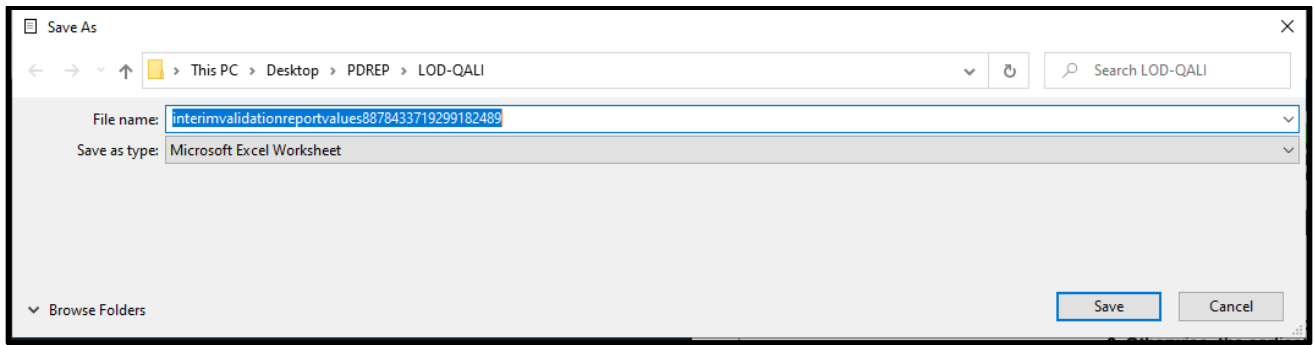 Save As
This PC > Desktop > PDREP > LOD-QALI
Search LOD-QALI
File name: interimvalidationreportvalues8878433719299182489
Save as type: Microsoft Excel Worksheet
Browse Folders
Save
Cancel